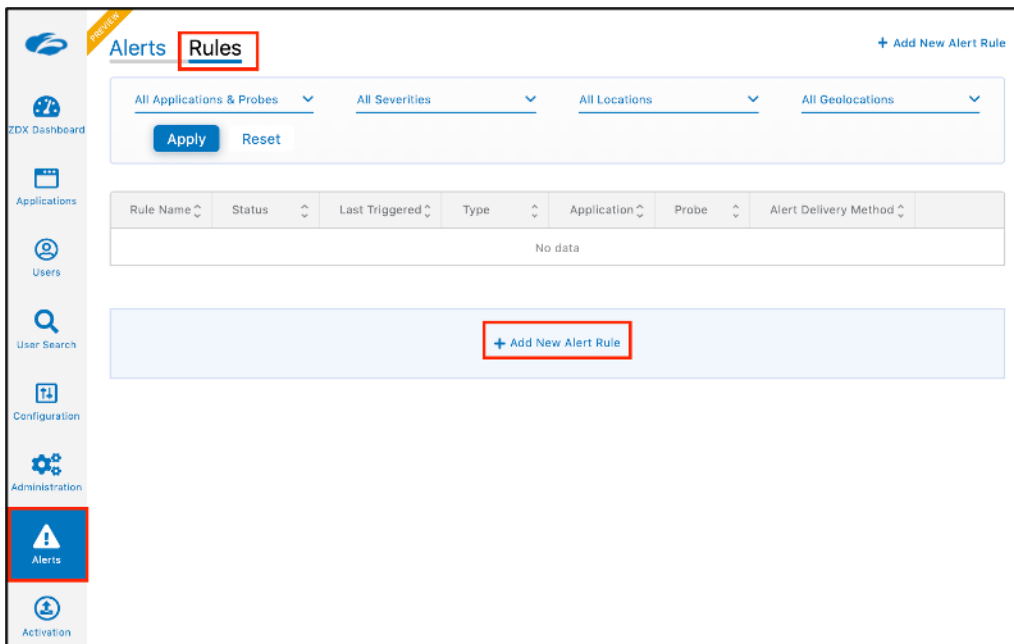 PREVIEW
Alerts Rules
+ Add New Alert Rule
All Applications & Probes All Severities All Locations All Geolocations
Apply Reset
ZDX Dashboard
Applications
Rule Name Status Last Triggered Type Application Probe Alert Delivery Method
No data
Users
User Search
+ Add New Alert Rule
Configuration
Administration
Alerts
Activation